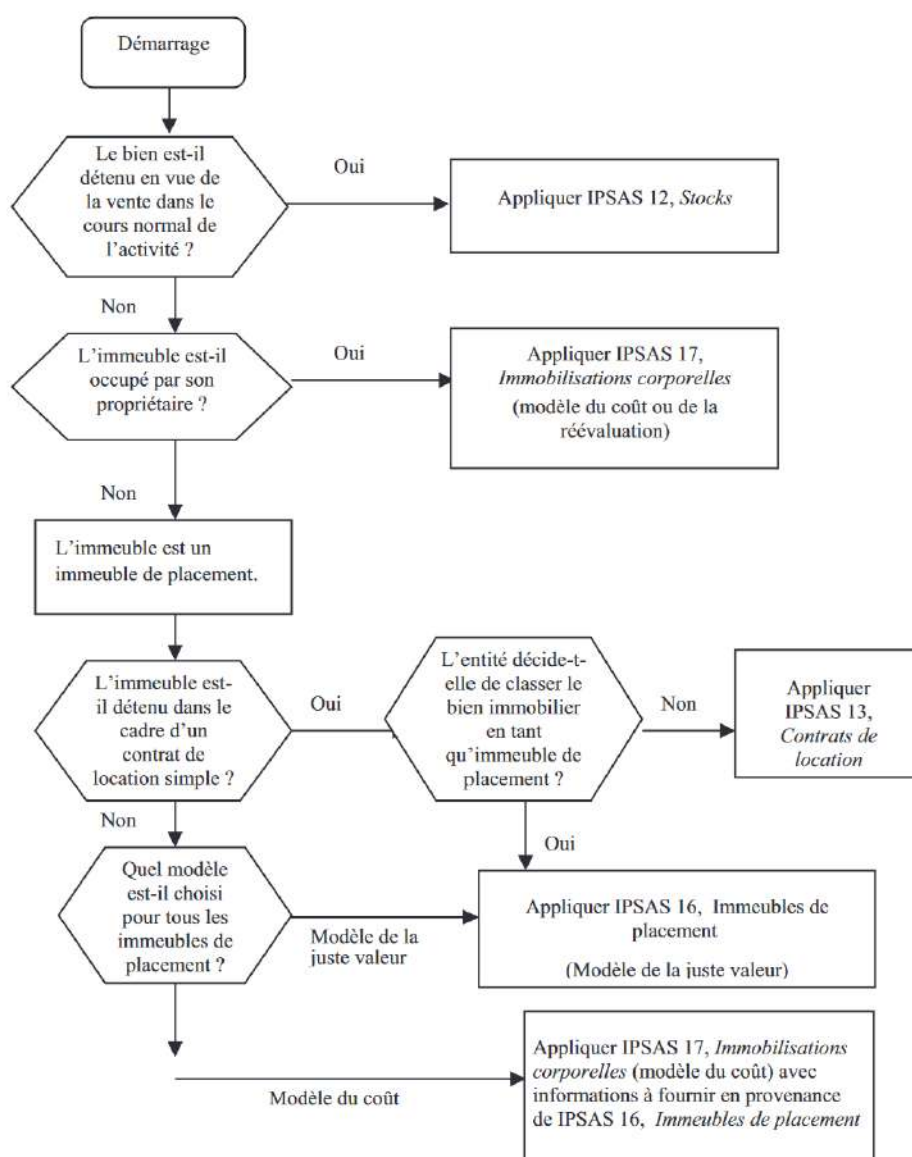 Démarrage
Le bien est-il
détenu en vue de
la vente dans le
cours normal de
l'activité ?
Oui
Appliquer IPSAS 12, Stocks
Non
L'immeuble est-il
occupé par son
propriétaire ?
Oui
Appliquer IPSAS 17,
Immobilisations corporelles
(modèle du coût ou de la
réévaluation)
Non
L'immeuble est un
immeuble de placement.
L'immeuble est-
il détenu dans le
cadre d'un
contrat de
location simple ?
Oui
L'entité décide-t-
elle de classer le
bien immobilier
en tant
qu'immeuble de
placement ?
Non
Appliquer
IPSAS 13,
Contrats de
location
Non
Oui
Quel modèle
est-il choisi
pour tous les
immeubles de
placement ?
Modèle de la
juste valeur
Appliquer IPSAS 16, Immeubles de
placement
(Modèle de la juste valeur)
Modèle du coût
Appliquer IPSAS 17, Immobilisations
corporelles (modèle du coût) avec
informations à fournir en provenance
de IPSAS 16, Immeubles de placement